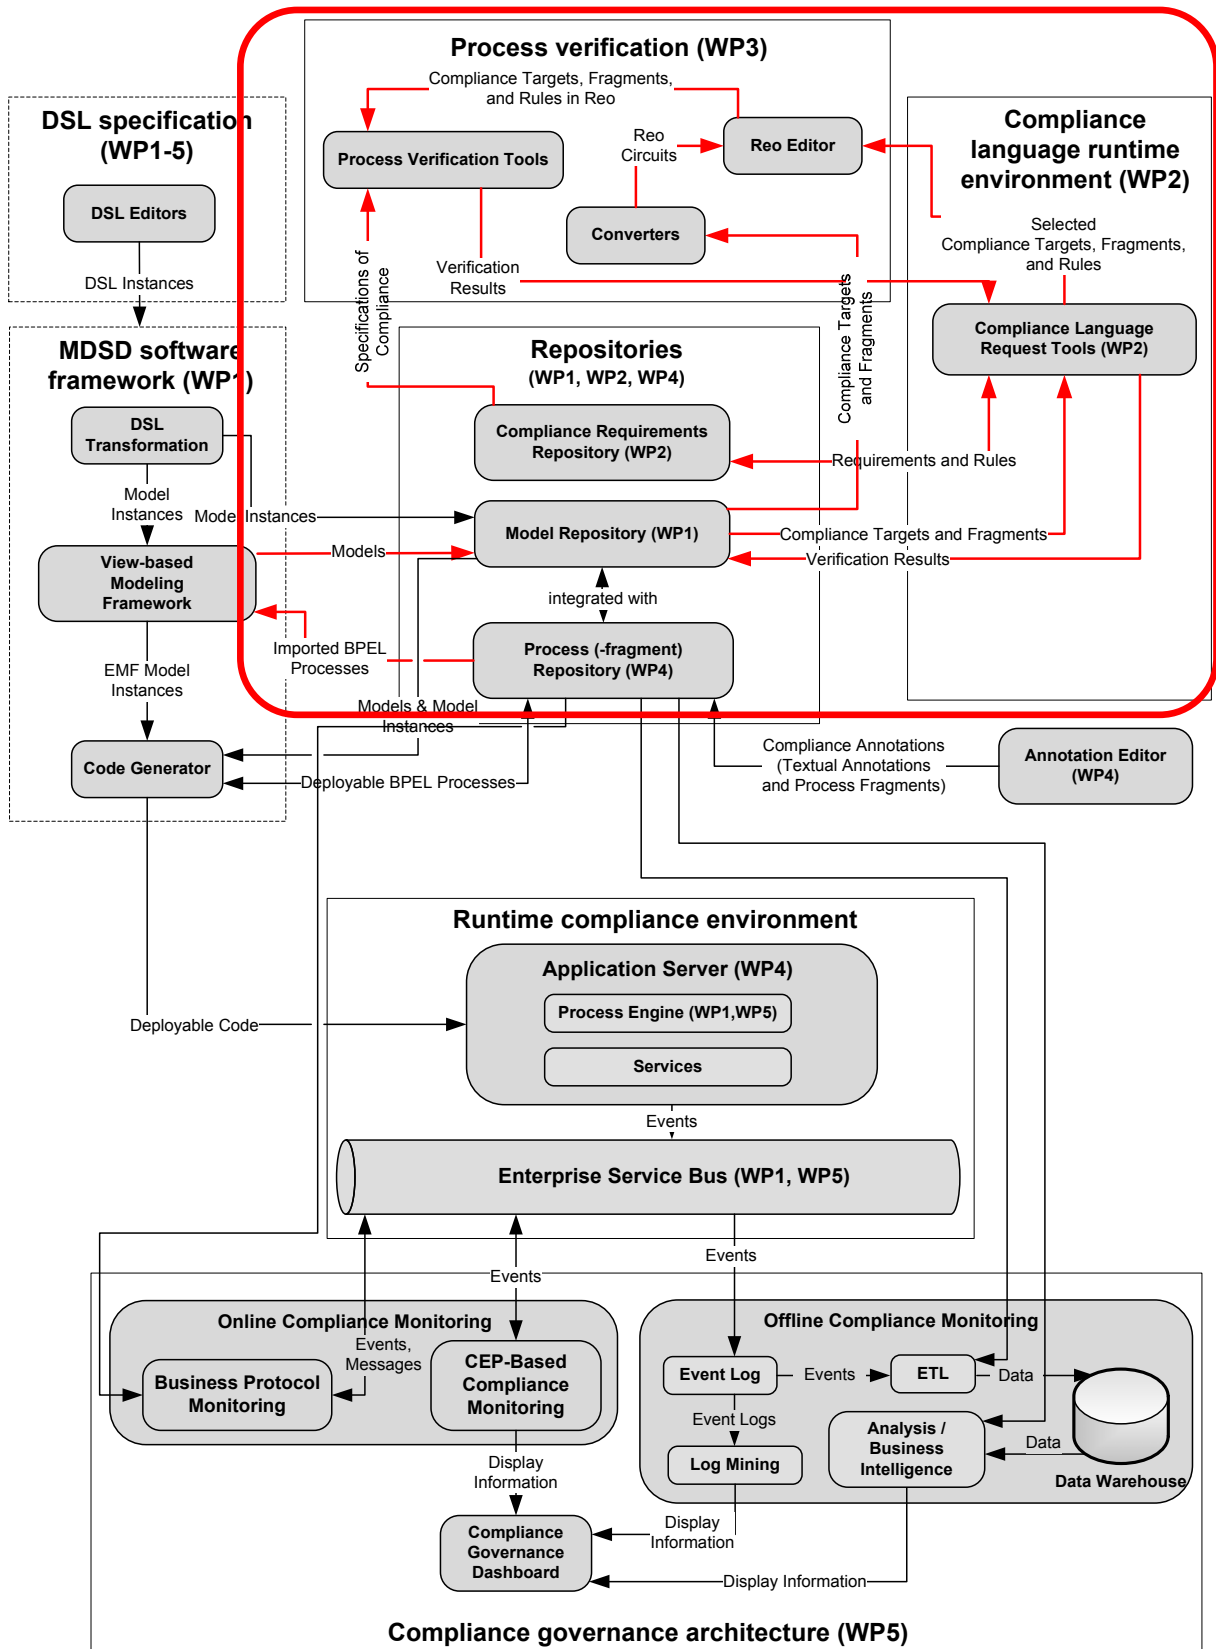 Process verification (WP3)
Compliance Targets, Fragments,
and Rules in Reo
DSL specification
(WP1-5)
Compliance
language runtime
environment (WP2)
Reo
Circuits
Process Verification Tools
Reo Editor
DSL Editors
Converters
Selected
Compliance Targets, Fragments,
and Rules
DSL Instances
Specifications of
Compliance
Verification
Results
Compliance Targets
and Fragments
Compliance Language
Request Tools (WP2)
MDSD software
framework (WP1)
Repositories
(WP1, WP2, WP4)
DSL
Transformation
Compliance Requirements
Repository (WP2)
Requirements and Rules
Model
Instances
Model Instances
Model Repository (WP1)
Compliance Targets and Fragments
Models
Verification Results
View-based
Modeling
Framework
integrated with
Imported BPEL
Processes
Process (-fragment)
Repository (WP4)
EMF Model
Instances
Models & Model
Instances
Compliance Annotations
(Textual Annotations
and Process Fragments)
Annotation Editor
(WP4)
Code Generator
Deployable BPEL Processes
Runtime compliance environment
Application Server (WP4)
Process Engine (WP1,WP5)
Deployable Code
Services
Events
Enterprise Service Bus (WP1, WP5)
Events
Events
Online Compliance Monitoring
Offline Compliance Monitoring
Events,
Messages
CEP-Based
Compliance
Monitoring
Business Protocol
Monitoring
Event Log
Events
ETL
Data
Event Logs
Analysis /
Business
Intelligence
Data
Log Mining
Data Warehouse
Display
Information
Display
Information
Compliance
Governance
Dashboard
Display Information
Compliance governance architecture (WP5)